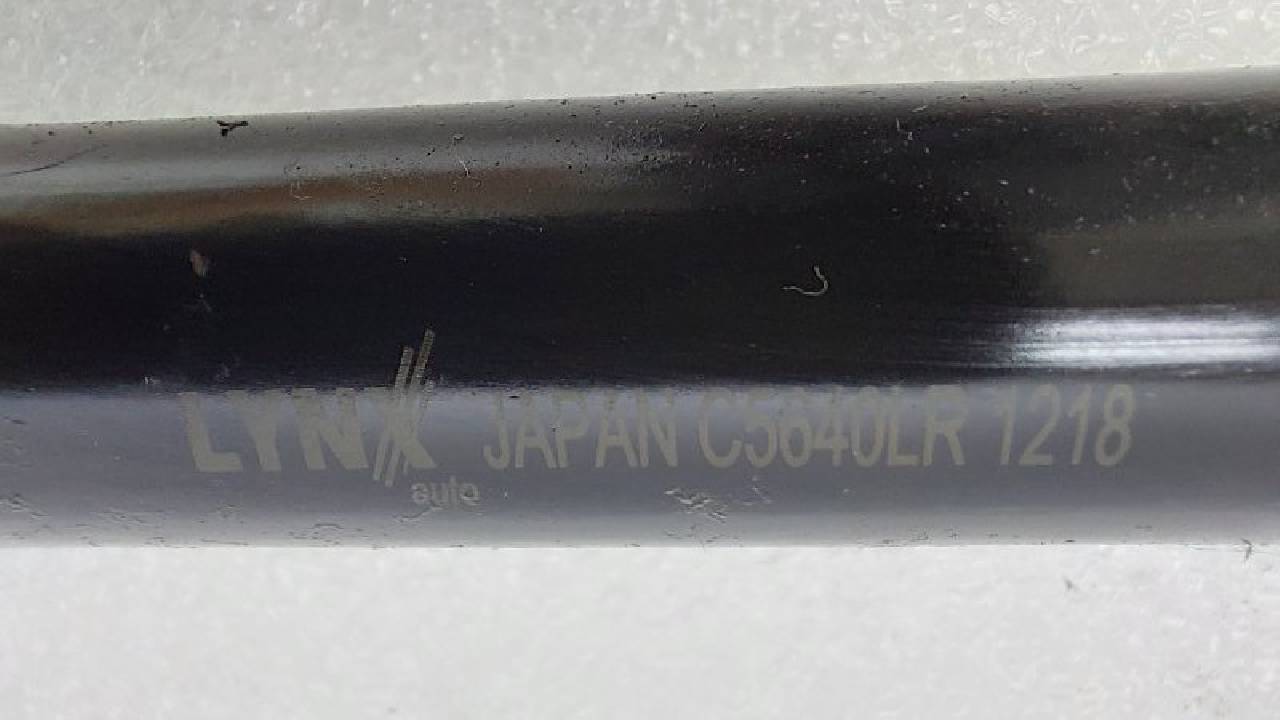 LYNX auto JAPAN C5640LR 1218